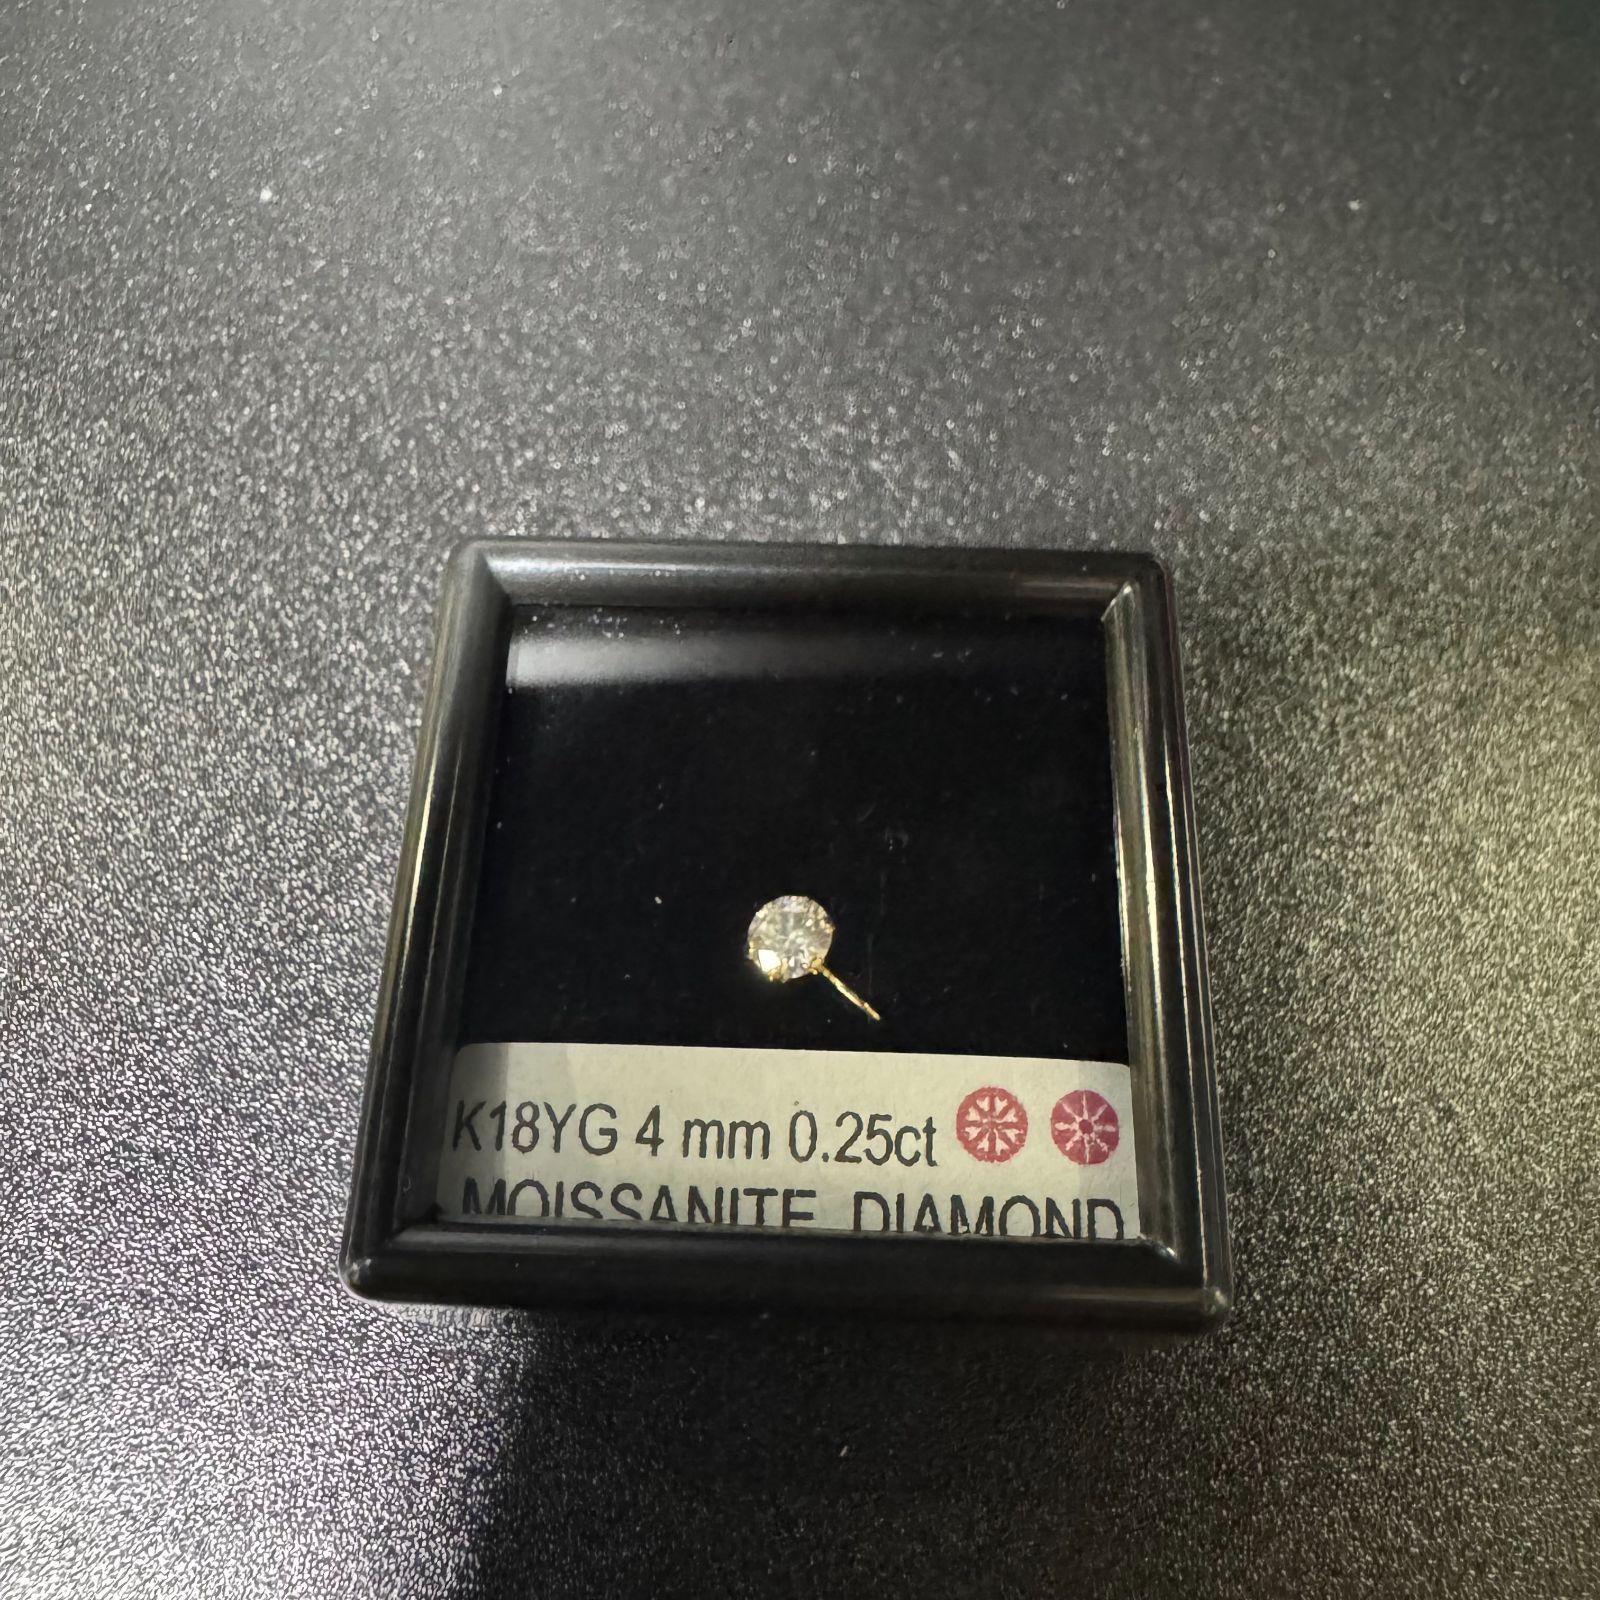 K18YG 4 mm 0.25ct
MOISSANITE DIAMOND